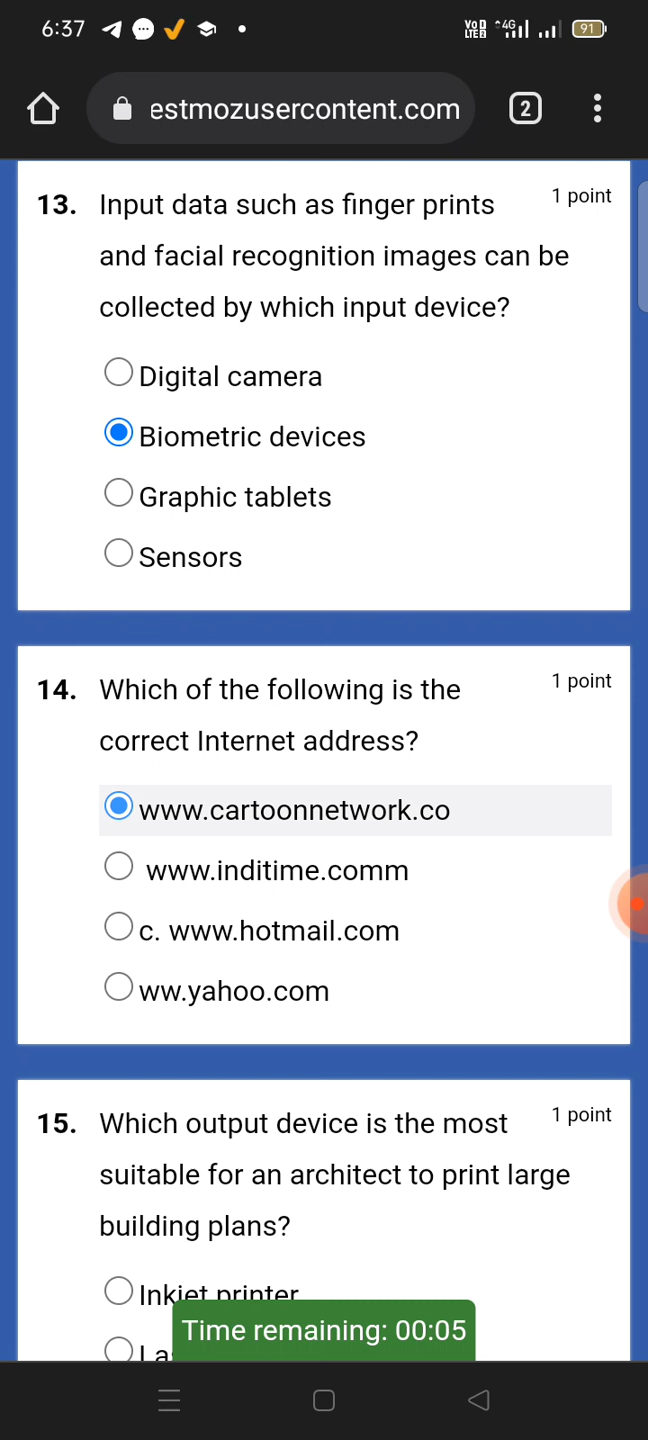 6:37
VoD LTE2 4G 91
estmozusercontent.com
2
13. Input data such as finger prints 1 point
and facial recognition images can be
collected by which input device?
Digital camera
Biometric devices
Graphic tablets
Sensors
14. Which of the following is the 1 point
correct Internet address?
www.cartoonnetwork.co
www.inditime.comm
c. www.hotmail.com
ww.yahoo.com
15. Which output device is the most 1 point
suitable for an architect to print large
building plans?
Inkjet printer
Time remaining: 00:05